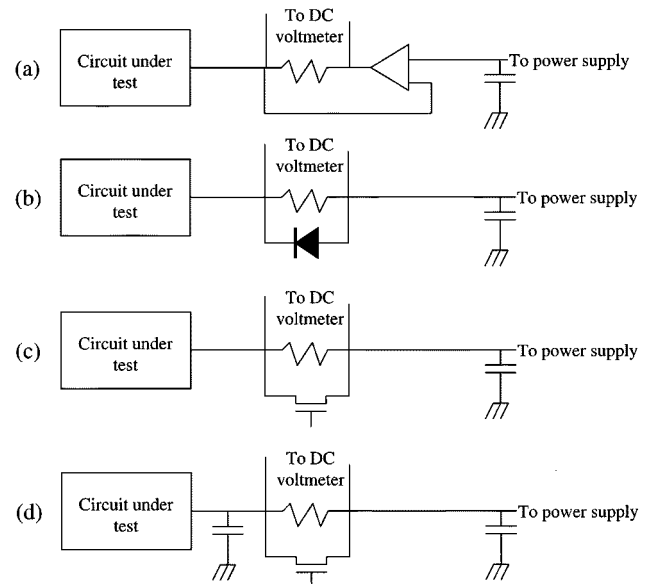 To DC
voltmeter
(a)
Circuit under
test
To power supply
To DC
voltmeter
(b)
Circuit under
test
To power supply
To DC
voltmeter
(c)
Circuit under
test
To power supply
To DC
voltmeter
(d)
Circuit under
test
To power supply